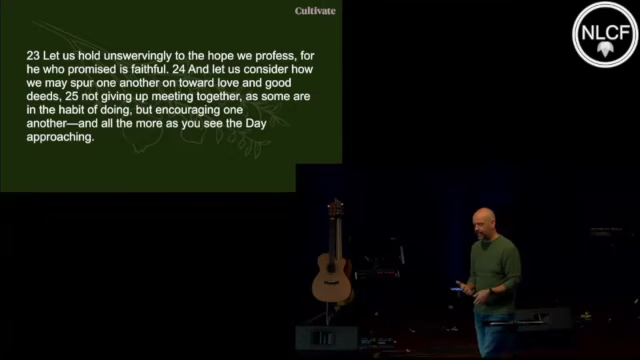 Cultivate
NLCF
23 Let us hold unswervingly to the hope we profess, for
he who promised is faithful. 24 And let us consider how
we may spur one another on toward love and good
deeds, 25 not giving up meeting together, as some are
in the habit of doing, but encouraging one
another—and all the more as you see the Day
approaching.